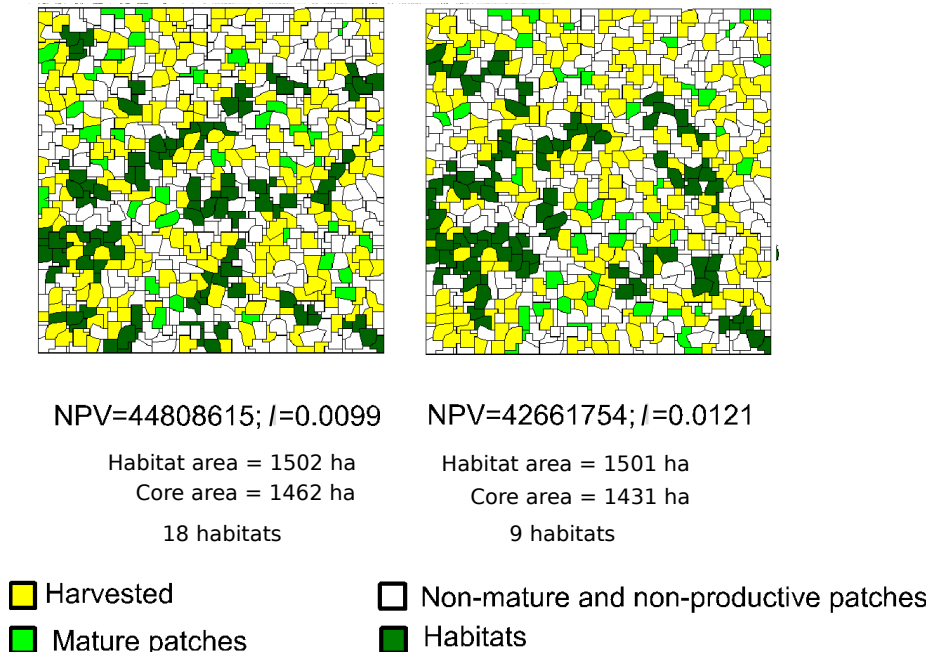 NPV=44808615; I=0.0099
NPV=42661754; I=0.0121
Habitat area = 1502 ha
Habitat area = 1501 ha
Core area = 1462 ha
Core area = 1431 ha
18 habitats
9 habitats
Harvested
Non-mature and non-productive patches
Mature patches
Habitats